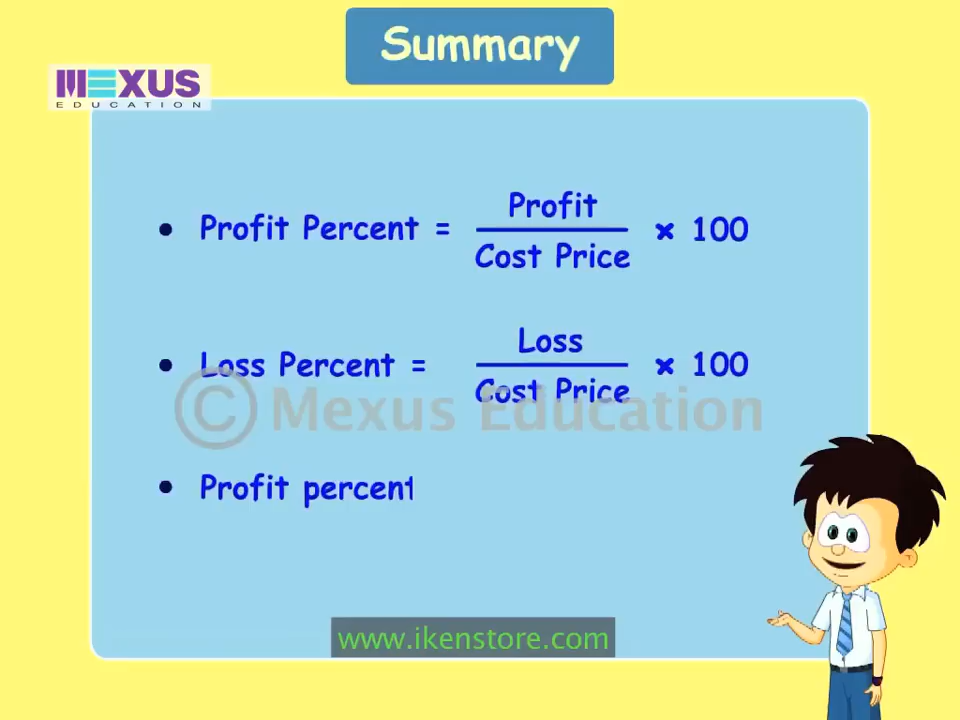 Summary
MEXUS
EDUCATION
• Profit Percent = Profit / Cost Price × 100
• Loss Percent = Loss / Cost Price × 100
© Mexus Education
• Profit percent
www.ikenstore.com